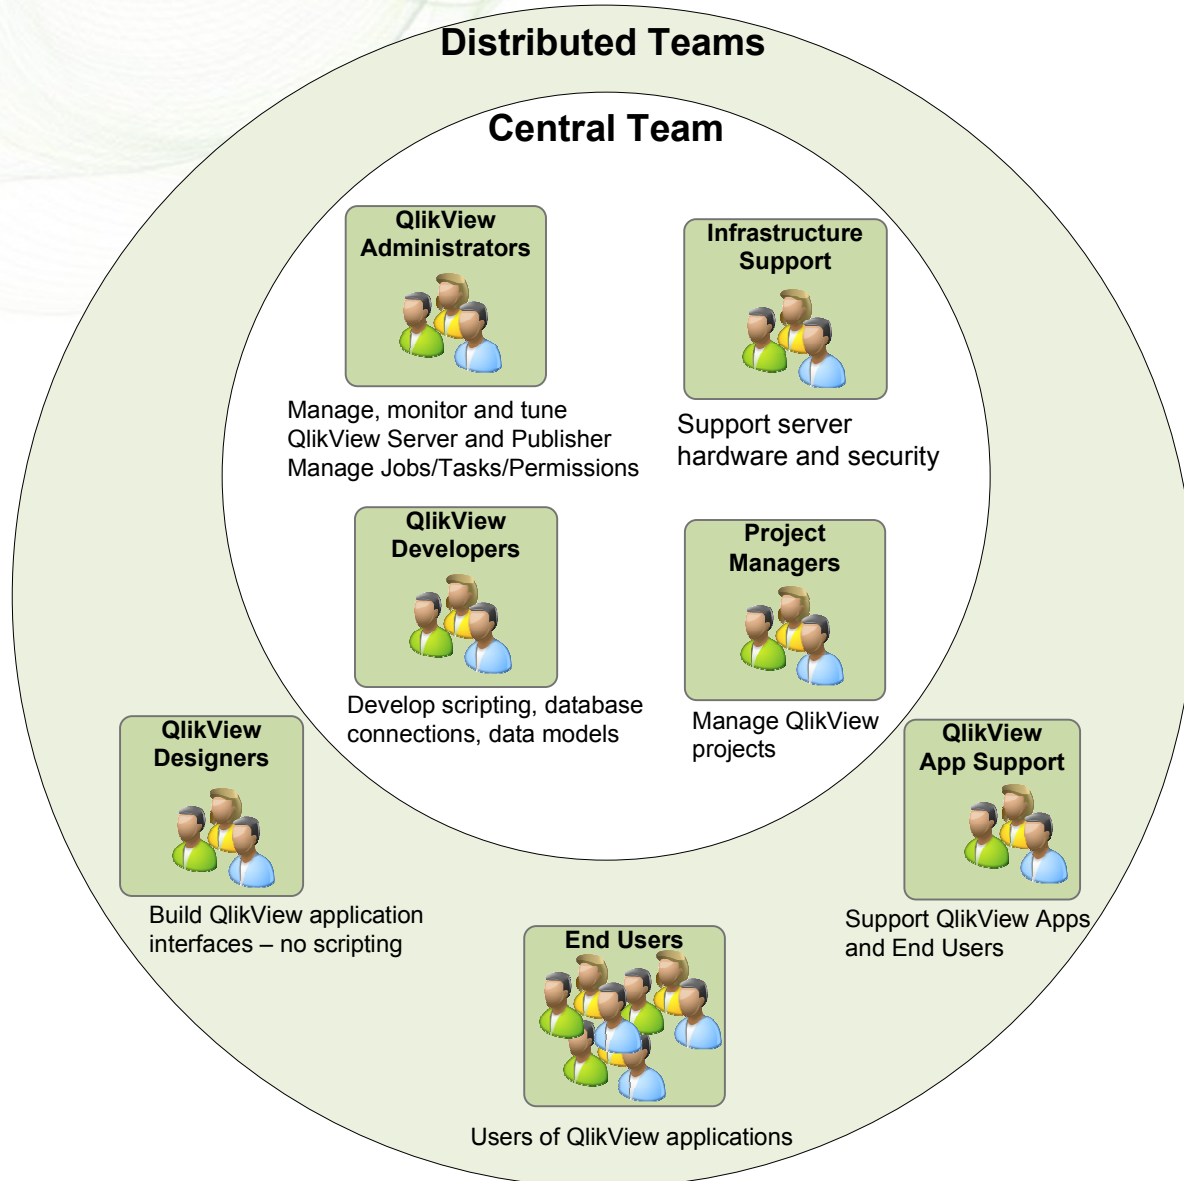 Distributed Teams
Central Team
QlikView
Administrators
Manage, monitor and tune
QlikView Server and Publisher
Manage Jobs/Tasks/Permissions
Infrastructure
Support
Support server
hardware and security
QlikView
Developers
Develop scripting, database
connections, data models
Project
Managers
Manage QlikView
projects
QlikView
Designers
Build QlikView application
interfaces – no scripting
QlikView
App Support
Support QlikView Apps
and End Users
End Users
Users of QlikView applications